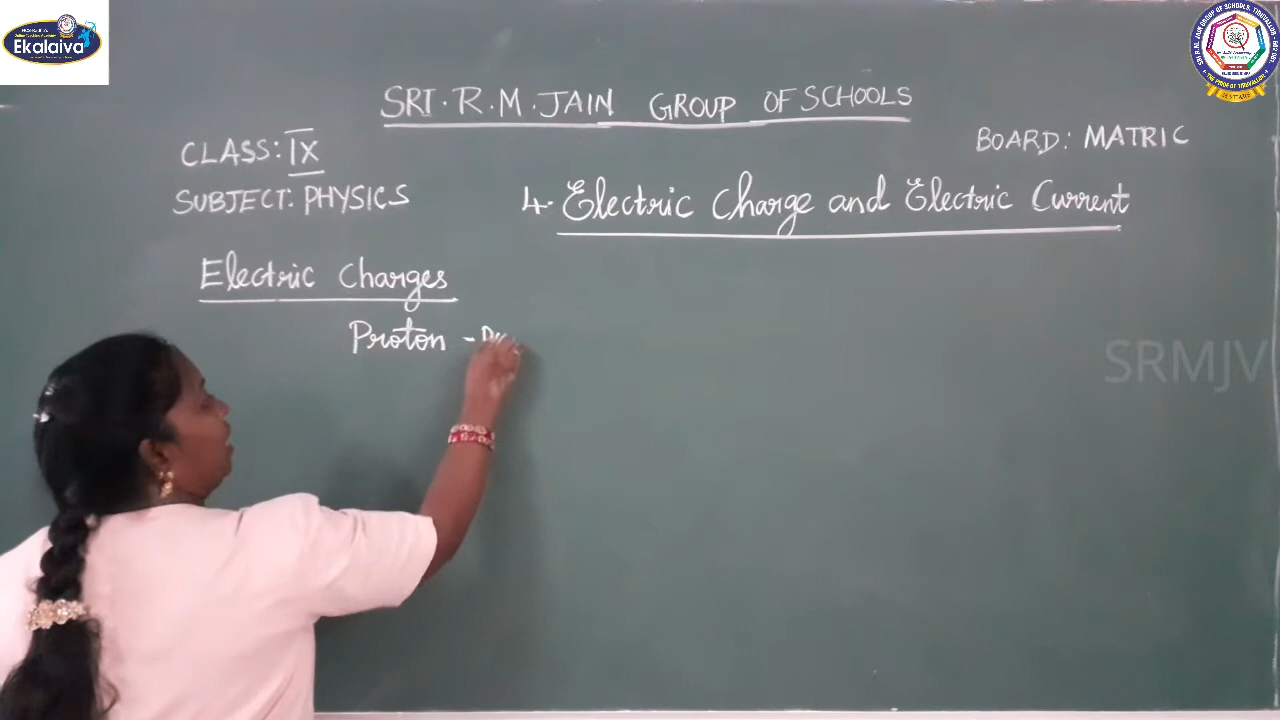 Ekalaiva
SRI. R. M. JAIN GROUP OF SCHOOLS
CLASS: IX
BOARD: MATRIC
SUBJECT: PHYSICS
4. Electric Charge and Electric Current
Electric Charges
Proton -
SRMJV